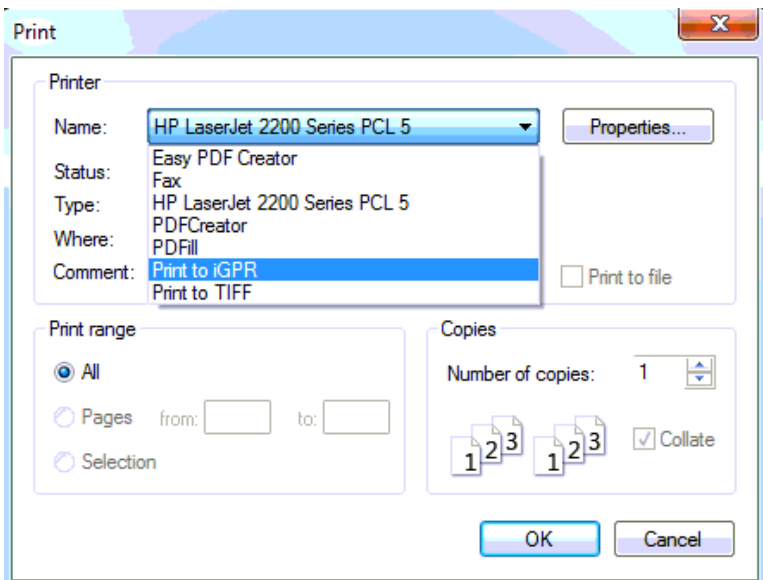 Print
Printer
Name: HP LaserJet 2200 Series PCL 5 Properties...
Easy PDF Creator
Status: Fax
Type: HP LaserJet 2200 Series PCL 5
PDFCreator
Where: PDFill
Comment: Print to iGPR Print to file
Print to TIFF
Print range
All
Pages from: to:
Selection
Copies
Number of copies: 1
1 2 3 1 2 3 Collate
OK Cancel